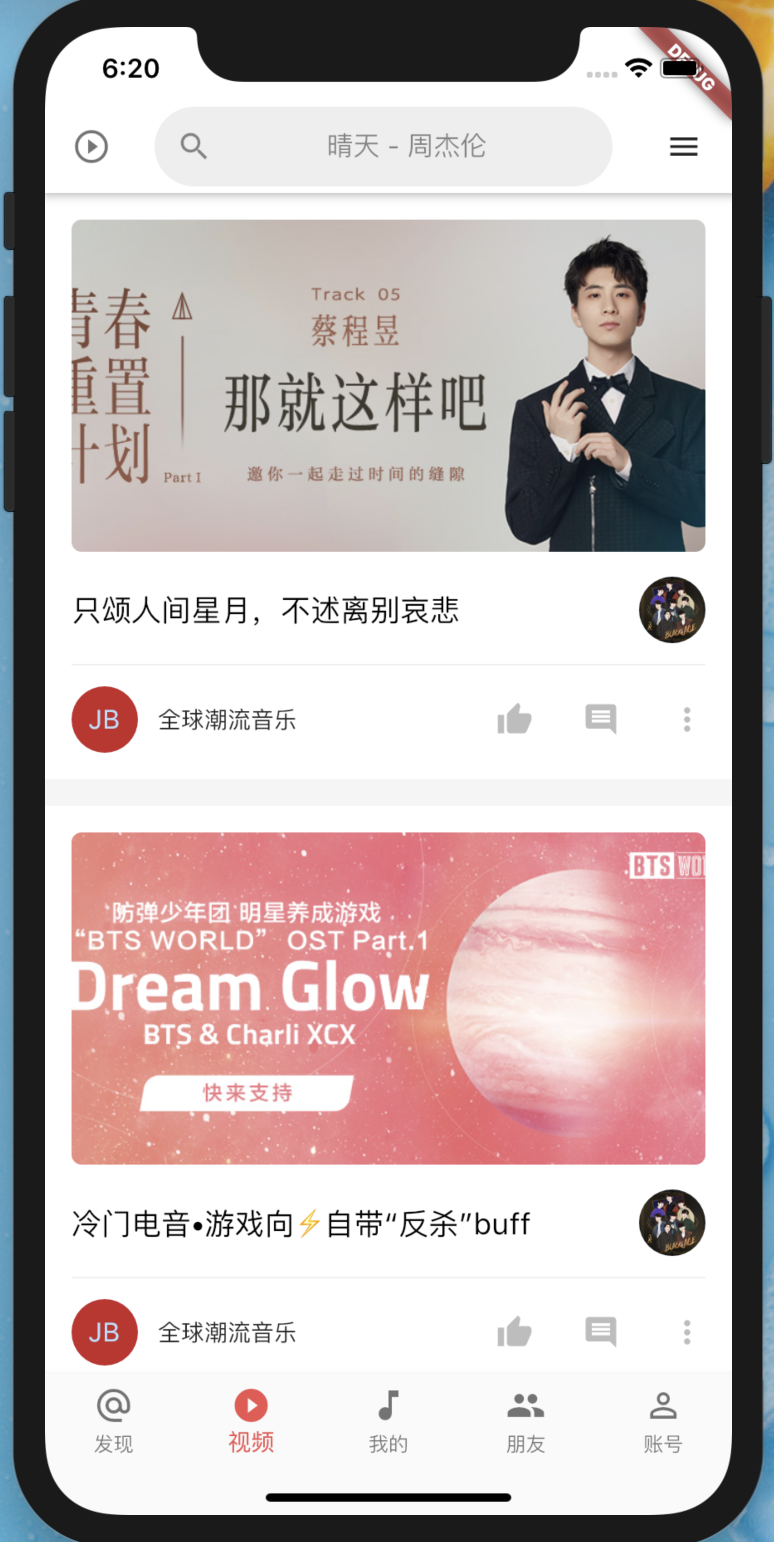 6:20
DEBUG
晴天 - 周杰伦
青春
重置
计划
Part I
Track 05
蔡程昱
那就这样吧
邀你一起走过时间的缝隙
只颂人间星月，不述离别哀悲
JB 全球潮流音乐
BTS WOR
防弹少年团 明星养成游戏
“BTS WORLD” OST Part.1
Dream Glow
BTS & Charli XCX
快来支持
冷门电音•游戏向⚡自带“反杀”buff
JB 全球潮流音乐
发现 视频 我的 朋友 账号